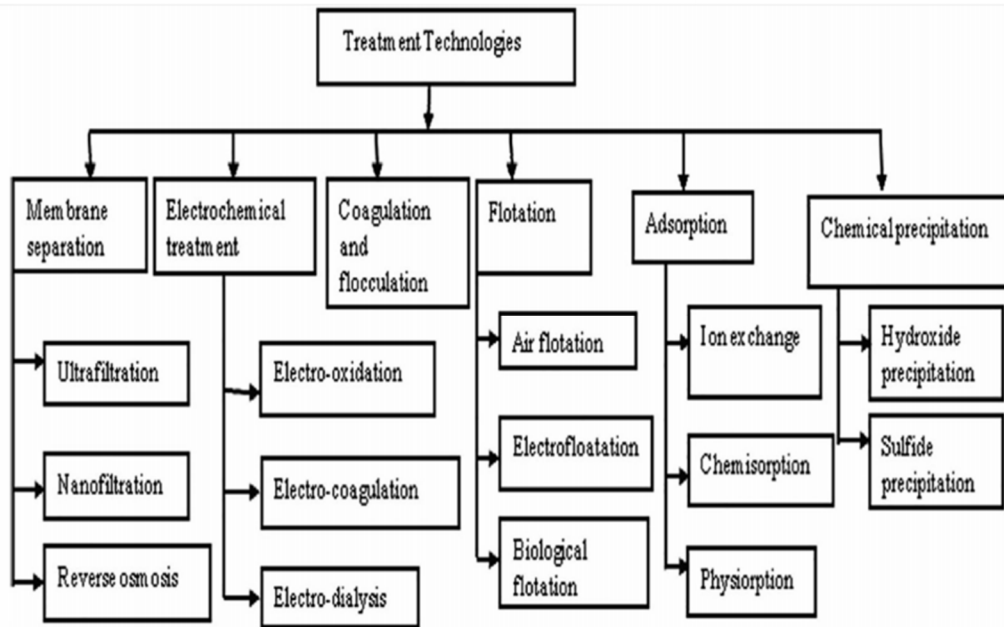 Treatment Technologies
Membrane
separation
Electrochemical
treatment
Coagulation
and
flocculation
Flotation
Adsorption
Chemical precipitation
Ultrafiltration
Nanofiltration
Reverse osmosis
Electro-oxidation
Electro-coagulation
Electro-dialysis
Air flotation
Electrofloatation
Biological
flotation
Ion exchange
Chemisorption
Physiorption
Hydroxide
precipitation
Sulfide
precipitation